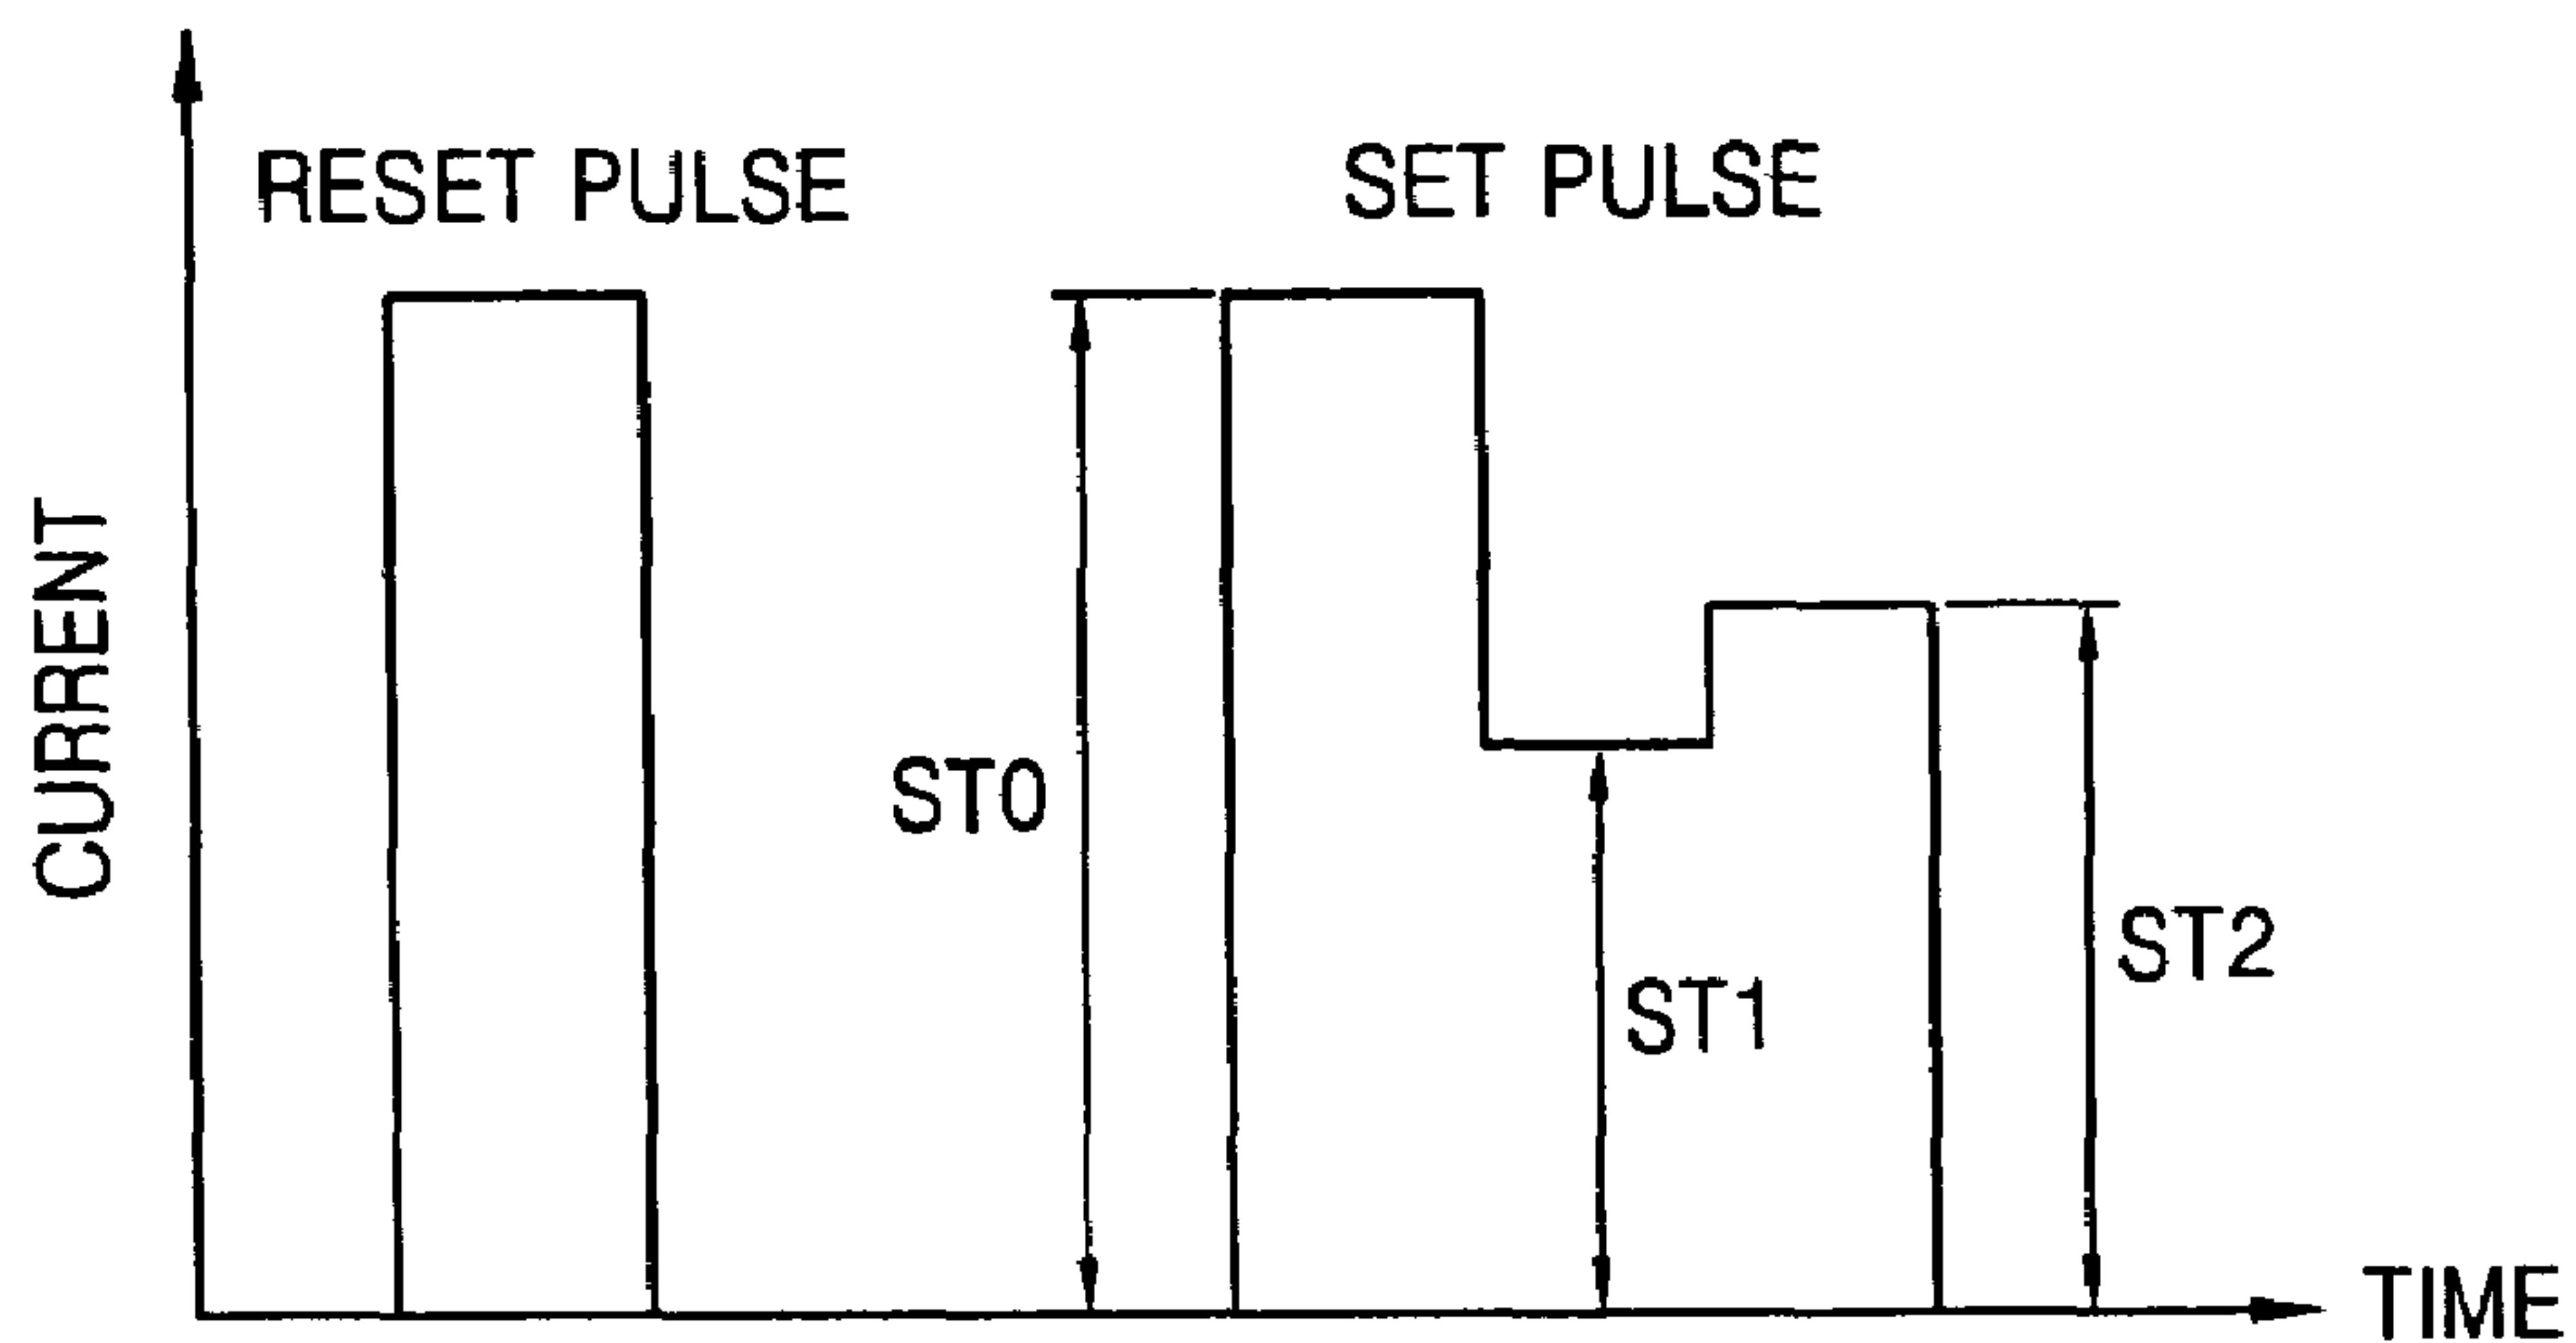 RESET PULSE
SET PULSE
CURRENT
ST0
ST1
ST2
TIME